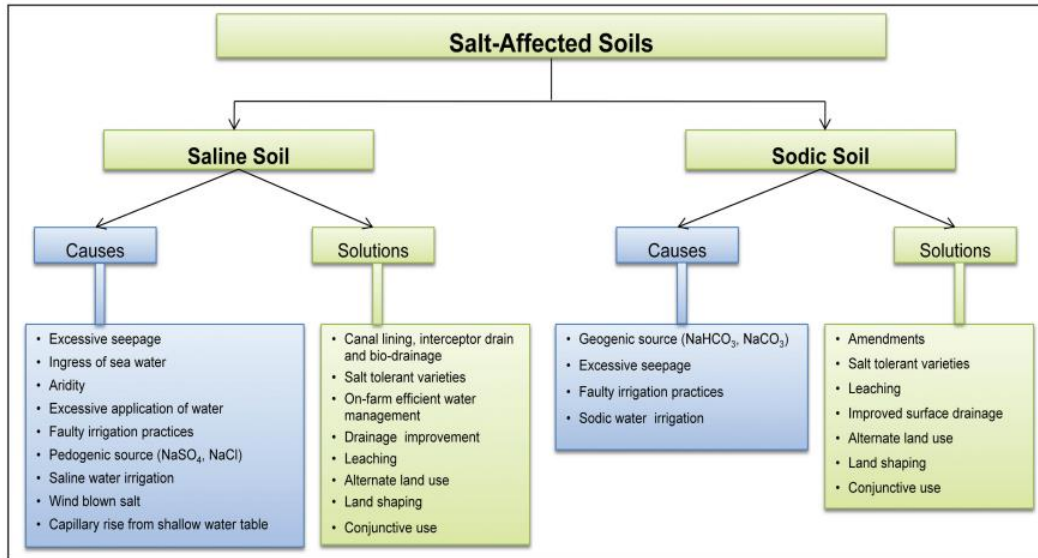 Salt-Affected Soils
Saline Soil
Sodic Soil
Causes
Solutions
Causes
Solutions
• Excessive seepage
• Ingress of sea water
• Aridity
• Excessive application of water
• Faulty irrigation practices
• Pedogenic source (NaSO₄, NaCl)
• Saline water irrigation
• Wind blown salt
• Capillary rise from shallow water table
• Canal lining, interceptor drain
and bio-drainage
• Salt tolerant varieties
• On-farm efficient water
management
• Drainage improvement
• Leaching
• Alternate land use
• Land shaping
• Conjunctive use
• Geogenic source (NaHCO₃, NaCO₃)
• Excessive seepage
• Faulty irrigation practices
• Sodic water irrigation
• Amendments
• Salt tolerant varieties
• Leaching
• Improved surface drainage
• Alternate land use
• Land shaping
• Conjunctive use